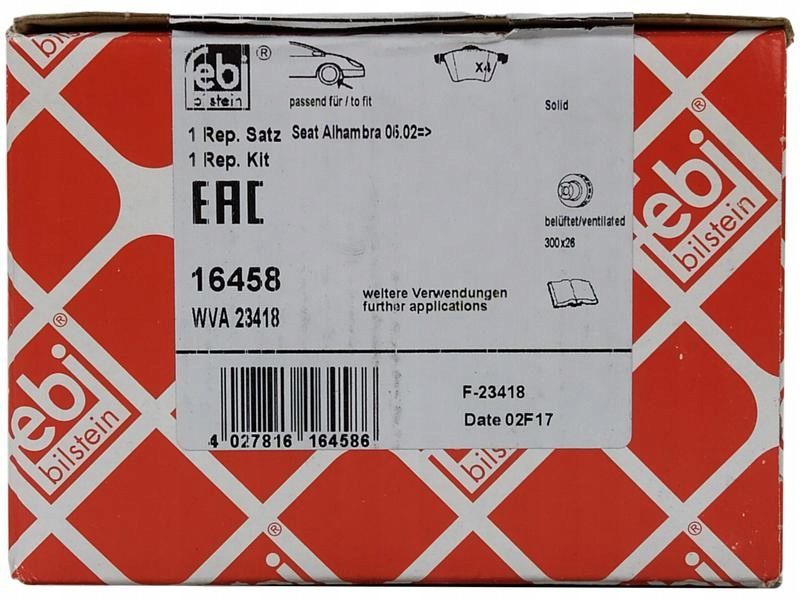 febi
bilstein
®
X4
passend für / to fit
Solid
1 Rep. Satz Seat Alhambra 06.02=>
1 Rep. Kit
EAC
belüftet/ventilated
300x26
16458
WVA 23418
weitere Verwendungen
further applications
F-23418
Date 02F17
4 027816 164586
febi
bilstein
®
febi
bilstein
®
bilstein
bilstein
®
®